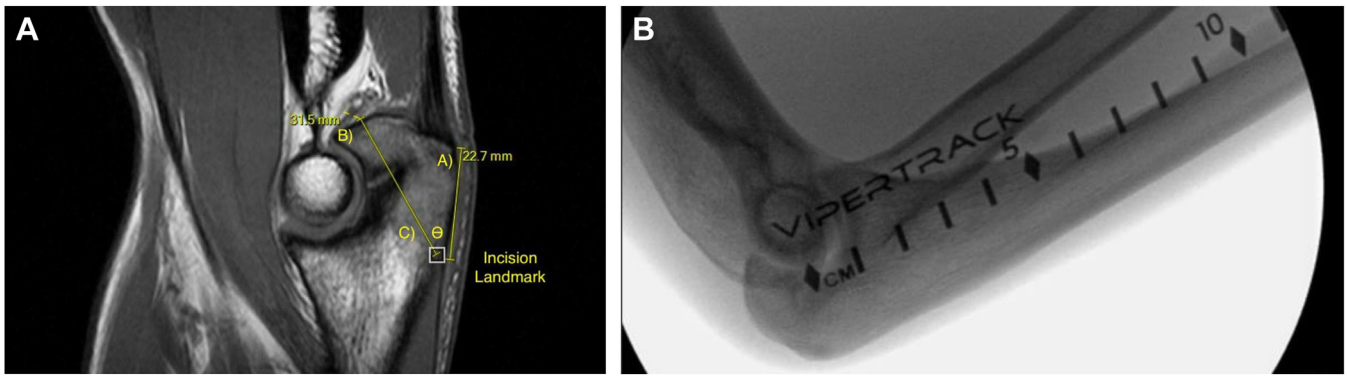 A
31.5 mm
B)
A)
22.7 mm
C)
Θ
Incision
Landmark
B
VIPERTRACK
CM
5
10